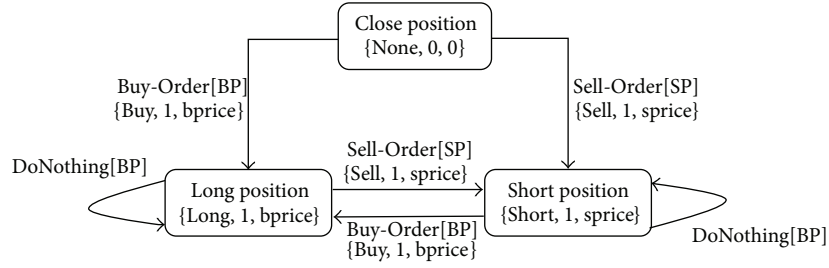 Close position
{None, 0, 0}
Buy-Order[BP]
{Buy, 1, bprice}
Sell-Order[SP]
{Sell, 1, sprice}
DoNothing[BP]
Long position
{Long, 1, bprice}
Sell-Order[SP]
{Sell, 1, sprice}
Buy-Order[BP]
{Buy, 1, bprice}
Short position
{Short, 1, sprice}
DoNothing[BP]